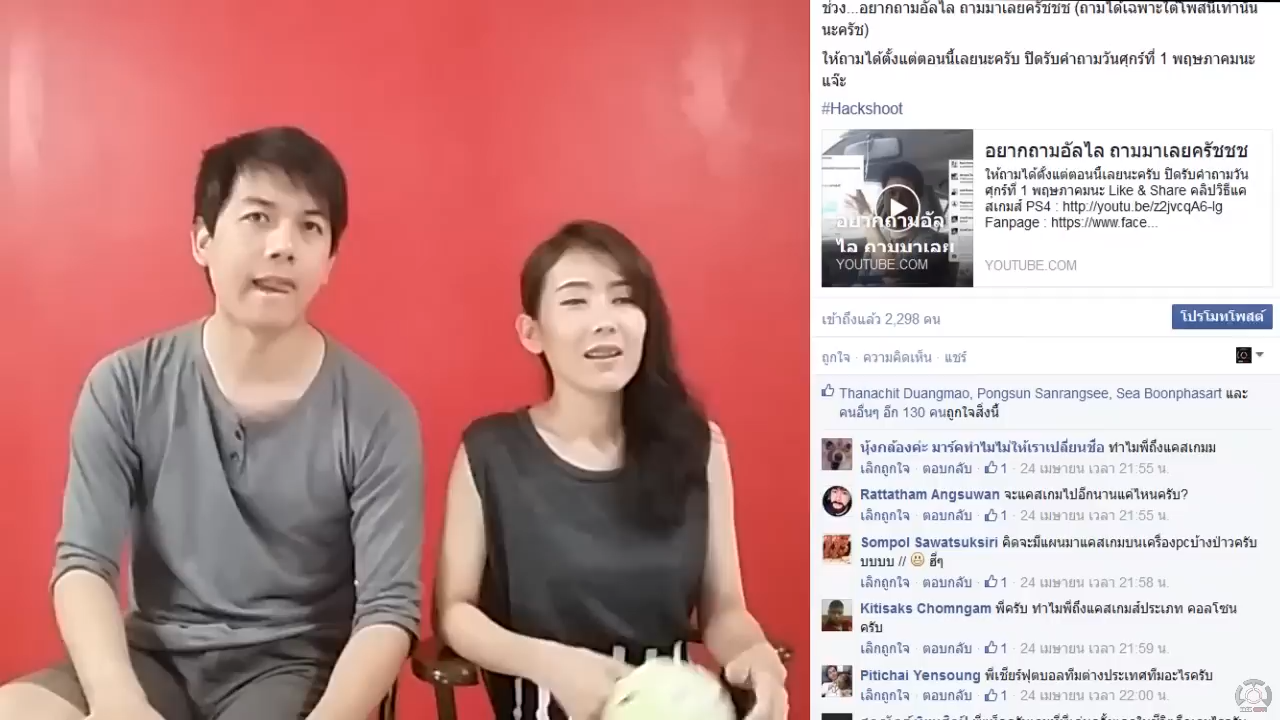 ช่วง...อยากถามอัลไล ถามมาเลยครัชชช (ถามได้เฉพาะใต้โพสนี้เท่านั้น
นะครัช)
ให้ถามได้ตั้งแต่ตอนนี้เลยนะครับ ปิดรับคำถามวันศุกร์ที่ 1 พฤษภาคมนะ
แจ๊ะ
#Hackshoot
อยากถามอัลไล ถามมาเลยครัชชช
ให้ถามได้ตั้งแต่ตอนนี้เลยนะครับ ปิดรับคำถามวัน
ศุกร์ที่ 1 พฤษภาคมนะ Like & Share คลิปวิธีแค
สเกมส์ PS4 : http://youtu.be/z2jvcqA6-lg
Fanpage : https://www.face...
อยากถามอัล
ไล ถามมาเลย
YOUTUBE.COM
YOUTUBE.COM
เข้าถึงแล้ว 2,298 คน
โปรโมทโพสต์
ถูกใจ · ความคิดเห็น · แชร์
Thanachit Duangmao, Pongsun Sanrangsee, Sea Boonphasart และ
คนอื่นๆ อีก 130 คนถูกใจสิ่งนี้
นุ้งกล้องค่ะ มาร์คทำไมไม่ให้เราเปลี่ยนชื่อ ทำไมพี่ถึงแคสเกมม
เลิกถูกใจ · ตอบกลับ · 1 · 24 เมษายน เวลา 21:55 น.
Rattatham Angsuwan จะแคสเกมไปอีกนานแค่ไหนครับ?
เลิกถูกใจ · ตอบกลับ · 1 · 24 เมษายน เวลา 21:55 น.
Sompol Sawatsuksiri คิดจะมีแผนมาแคสเกมบนเครื่องpcบ้างป่าวครับ
บบบบ // 😃 ฮี่ๆ
เลิกถูกใจ · ตอบกลับ · 1 · 24 เมษายน เวลา 21:58 น.
Kitisaks Chomngam พี่ครับ ทำไมพี่ถึงแคสเกมส์ประเภท คอลโซน
ครับ
เลิกถูกใจ · ตอบกลับ · 1 · 24 เมษายน เวลา 21:59 น.
Pitichai Yensoung พี่เชียร์ฟุตบอลทีมต่างประเทศทีมอะไรครับ
เลิกถูกใจ · ตอบกลับ · 1 · 24 เมษายน เวลา 22:00 น.